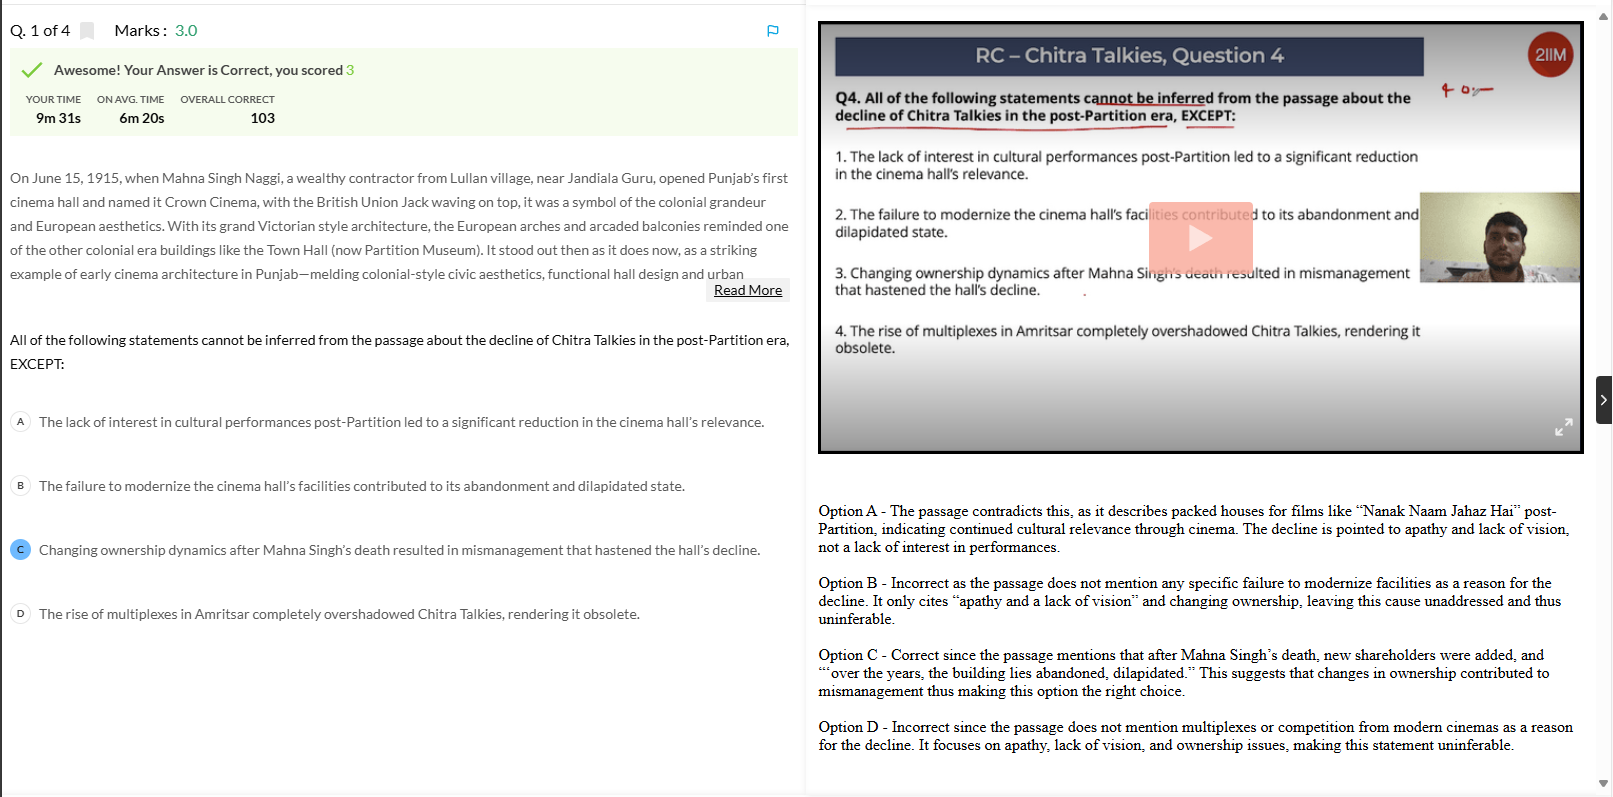 Q. 1 of 4 Marks : 3.0
Awesome! Your Answer is Correct, you scored 3
YOUR TIME ON AVG. TIME OVERALL CORRECT
9m 31s 6m 20s 103
On June 15, 1915, when Mahna Singh Naggi, a wealthy contractor from Lullan village, near Jandiala Guru, opened Punjab's first
cinema hall and named it Crown Cinema, with the British Union Jack waving on top, it was a symbol of the colonial grandeur
and European aesthetics. With its grand Victorian style architecture, the European arches and arcaded balconies reminded one
of the other colonial era buildings like the Town Hall (now Partition Museum). It stood out then as it does now, as a striking
example of early cinema architecture in Punjab—melding colonial-style civic aesthetics, functional hall design and urban
Read More
All of the following statements cannot be inferred from the passage about the decline of Chitra Talkies in the post-Partition era,
EXCEPT:
A The lack of interest in cultural performances post-Partition led to a significant reduction in the cinema hall's relevance.
B The failure to modernize the cinema hall's facilities contributed to its abandonment and dilapidated state.
C Changing ownership dynamics after Mahna Singh's death resulted in mismanagement that hastened the hall's decline.
D The rise of multiplexes in Amritsar completely overshadowed Chitra Talkies, rendering it obsolete.
RC – Chitra Talkies, Question 4
2IIM
Q4. All of the following statements cannot be inferred from the passage about the
decline of Chitra Talkies in the post-Partition era, EXCEPT:
1. The lack of interest in cultural performances post-Partition led to a significant reduction
in the cinema hall's relevance.
2. The failure to modernize the cinema hall's facilities contributed to its abandonment and
dilapidated state.
3. Changing ownership dynamics after Mahna Singh's death resulted in mismanagement
that hastened the hall's decline.
4. The rise of multiplexes in Amritsar completely overshadowed Chitra Talkies, rendering it
obsolete.
Option A - The passage contradicts this, as it describes packed houses for films like “Nanak Naam Jahaz Hai” post-
Partition, indicating continued cultural relevance through cinema. The decline is pointed to apathy and lack of vision,
not a lack of interest in performances.
Option B - Incorrect as the passage does not mention any specific failure to modernize facilities as a reason for the
decline. It only cites “apathy and a lack of vision” and changing ownership, leaving this cause unaddressed and thus
uninferable.
Option C - Correct since the passage mentions that after Mahna Singh’s death, new shareholders were added, and
“‘over the years, the building lies abandoned, dilapidated.” This suggests that changes in ownership contributed to
mismanagement thus making this option the right choice.
Option D - Incorrect since the passage does not mention multiplexes or competition from modern cinemas as a reason
for the decline. It focuses on apathy, lack of vision, and ownership issues, making this statement uninferable.